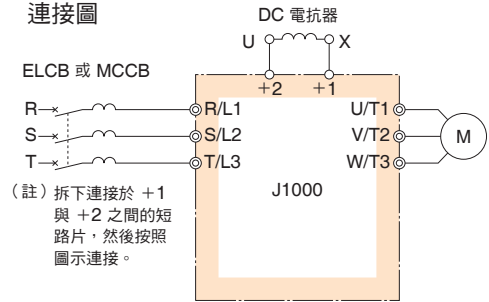 連接圖
DC 電抗器
U X
ELCB 或 MCCB
+2 +1
R R/L1 U/T1
S S/L2 V/T2 M
T T/L3 W/T3
J1000
（註）拆下連接於 +1
與 +2 之間的短
路片，然後按照
圖示連接。